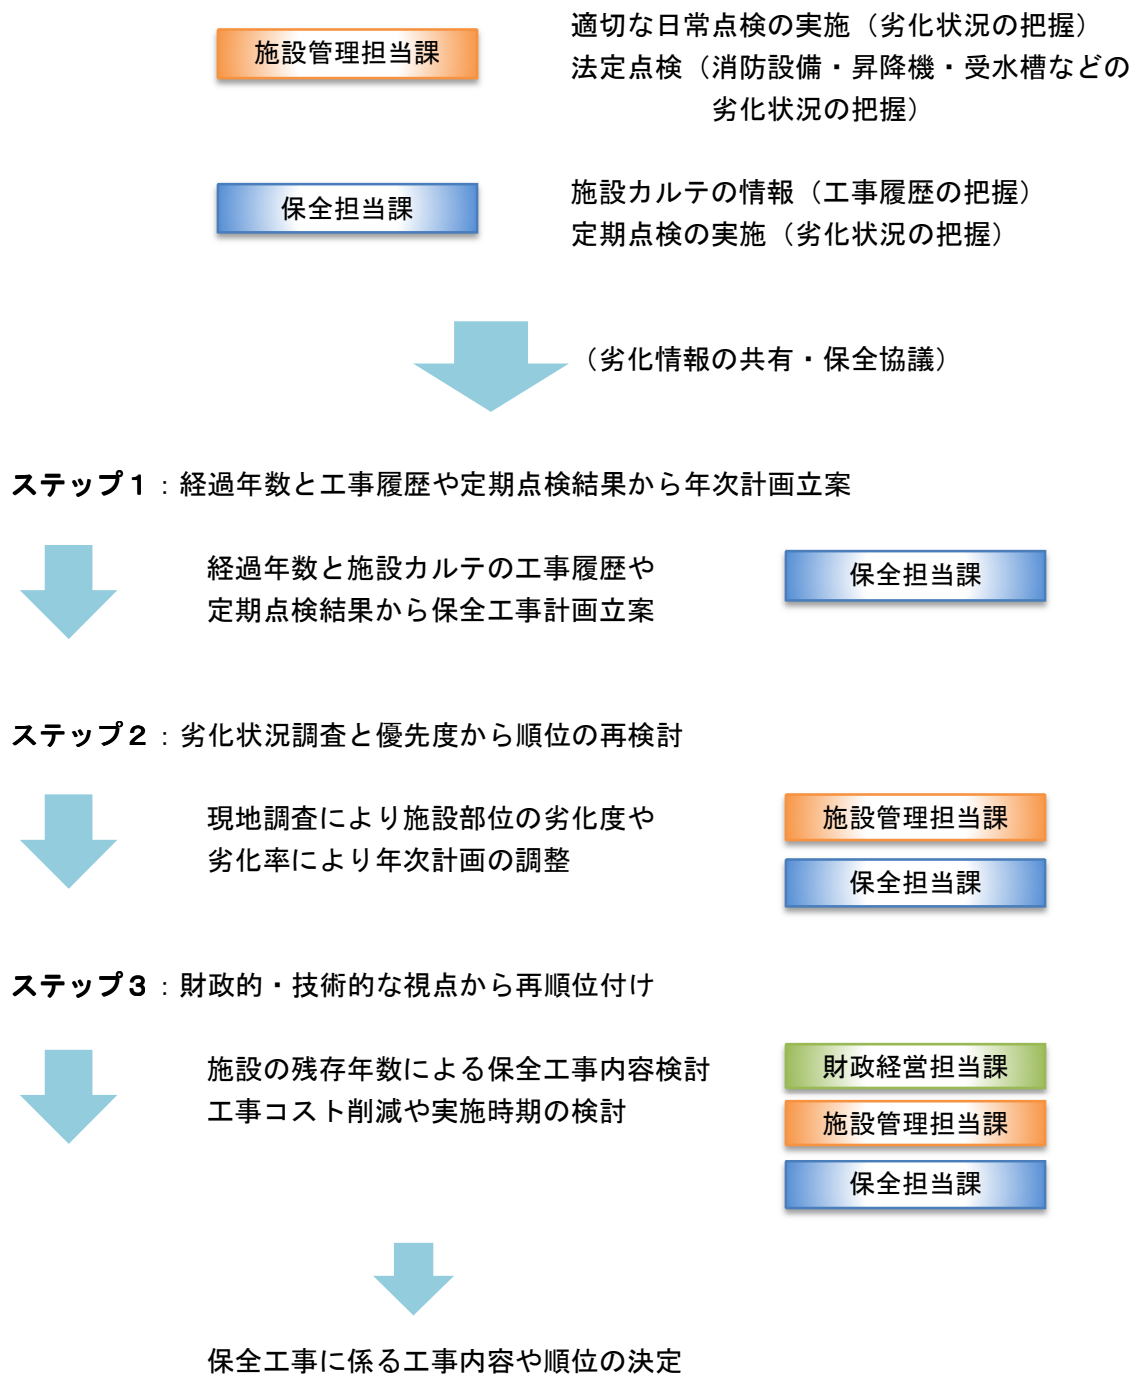 施設管理担当課
適切な日常点検の実施（劣化状況の把握）
法定点検（消防設備・昇降機・受水槽などの
劣化状況の把握）
保全担当課
施設カルテの情報（工事履歴の把握）
定期点検の実施（劣化状況の把握）
（劣化情報の共有・保全協議）
ステップ１：経過年数と工事履歴や定期点検結果から年次計画立案
経過年数と施設カルテの工事履歴や
定期点検結果から保全工事計画立案
保全担当課
ステップ２：劣化状況調査と優先度から順位の再検討
現地調査により施設部位の劣化度や
劣化率により年次計画の調整
施設管理担当課
保全担当課
ステップ３：財政的・技術的な視点から再順位付け
施設の残存年数による保全工事内容検討
工事コスト削減や実施時期の検討
財政経営担当課
施設管理担当課
保全担当課
保全工事に係る工事内容や順位の決定